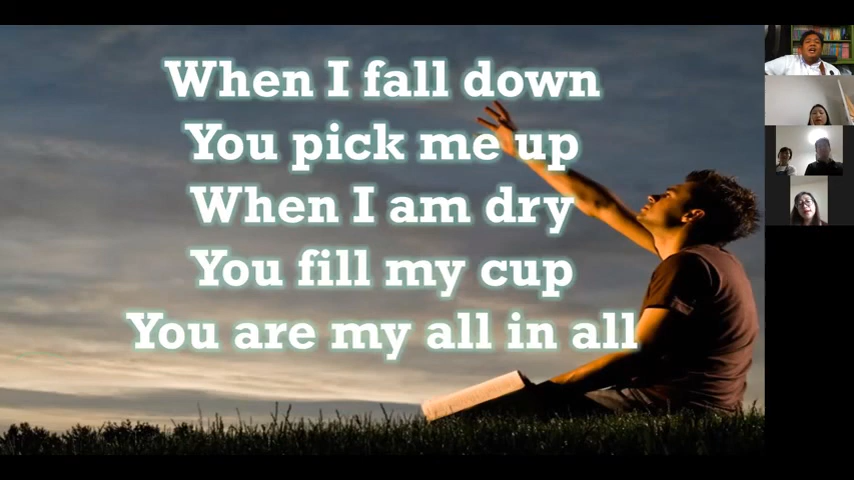 When I fall down
You pick me up
When I am dry
You fill my cup
You are my all in all